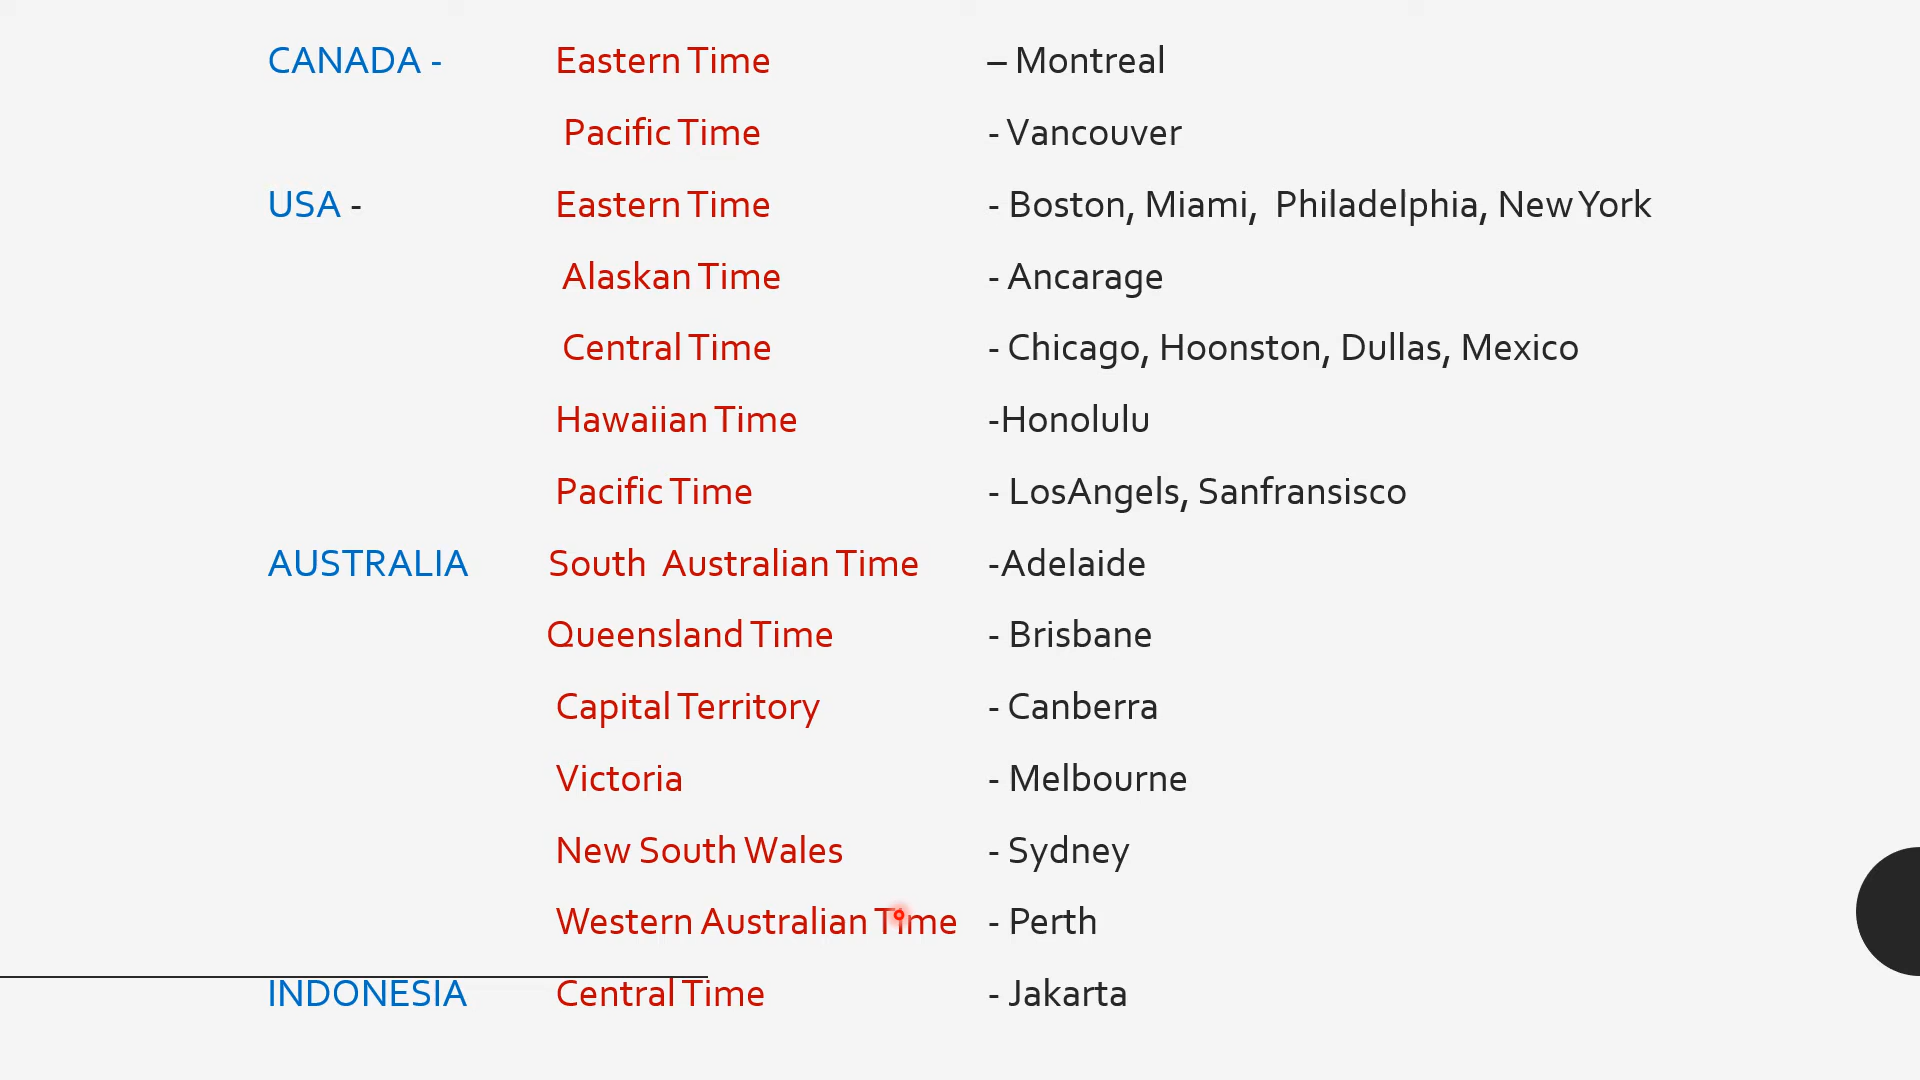 CANADA - Eastern Time – Montreal
Pacific Time - Vancouver
USA - Eastern Time - Boston, Miami, Philadelphia, New York
Alaskan Time - Ancarage
Central Time - Chicago, Hoonston, Dullas, Mexico
Hawaiian Time -Honolulu
Pacific Time - LosAngels, Sanfransisco
AUSTRALIA South Australian Time -Adelaide
Queensland Time - Brisbane
Capital Territory - Canberra
Victoria - Melbourne
New South Wales - Sydney
Western Australian Time - Perth
INDONESIA Central Time - Jakarta